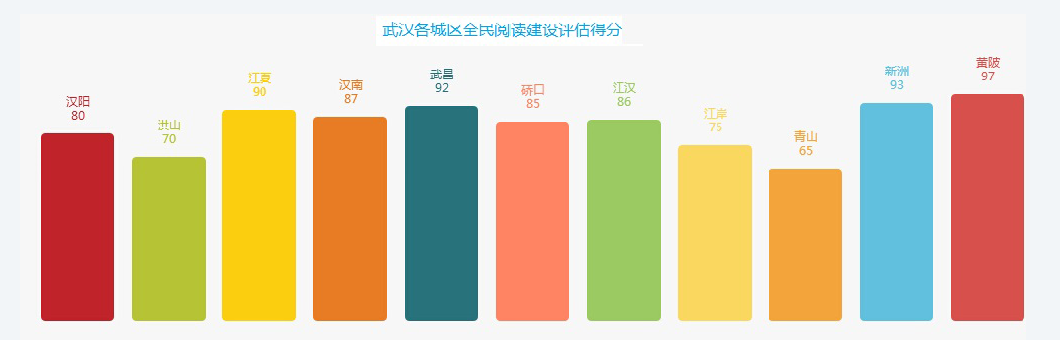 武汉各城区全民阅读建设评估得分
汉阳
80
洪山
70
江夏
90
汉南
87
武昌
92
硚口
85
江汉
86
江岸
75
青山
65
新洲
93
黄陂
97